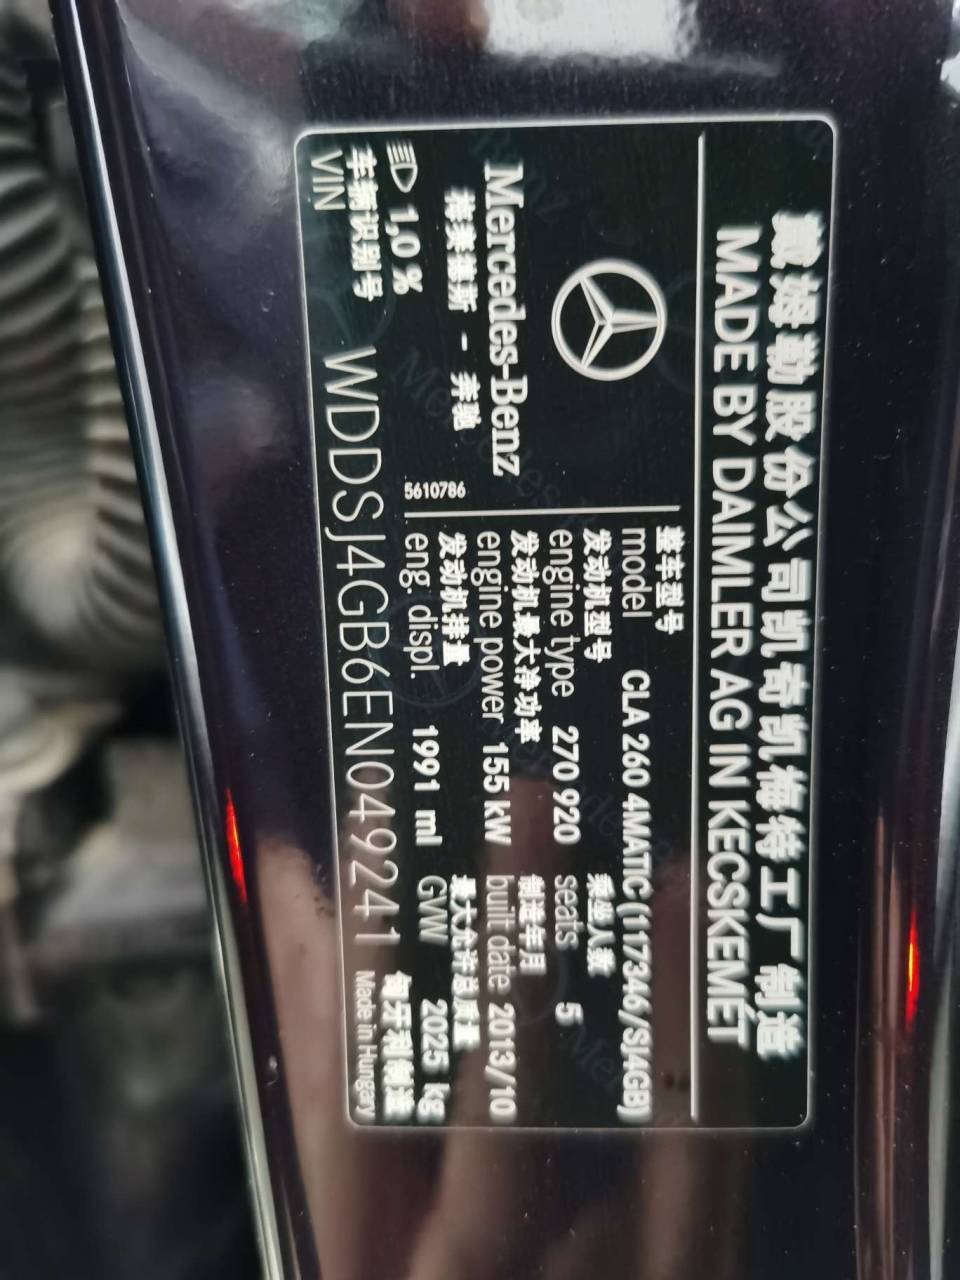 戴姆勒股份公司凯奇凯梅特工厂制造
MADE BY DAIMLER AG IN KECSKEMÉT
Mercedes-Benz
梅赛德斯 - 奔驰
1,0 %
5610786
整车型号
model CLA 260 4MATIC (117346/SJ4GB)
发动机型号 乘坐人数
engine type 270 920 seats 5
发动机最大净功率 制造年月
engine power 155 kW built date 2013/10
发动机排量 最大允许总质量
eng. displ. 1991 ml GWW 2025 kg
车辆识别号 匈牙利制造
VIN WDDSJ4GB6EN049241 Made in Hungary